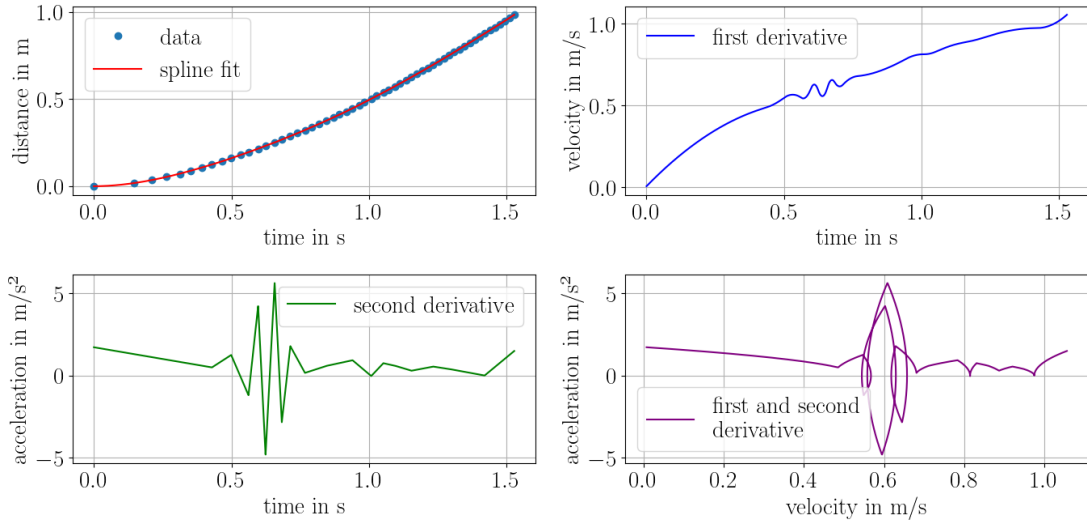 distance in m
1.0
0.5
0.0
data
spline fit
0.0
0.5
1.0
1.5
time in s
velocity in m/s
1.0
0.5
0.0
first derivative
0.0
0.5
1.0
1.5
time in s
acceleration in m/s²
5
0
−5
second derivative
0.0
0.5
1.0
1.5
time in s
acceleration in m/s²
5
0
−5
first and second
derivative
0.0
0.2
0.4
0.6
0.8
1.0
velocity in m/s